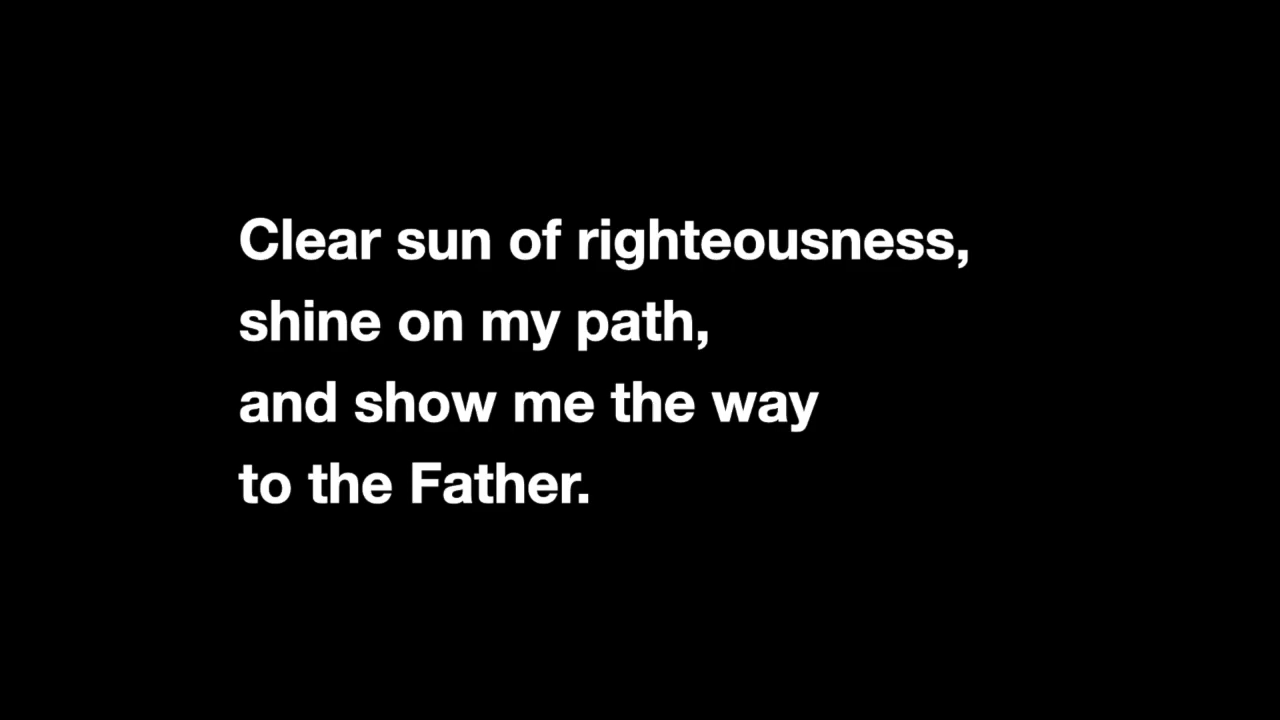 Clear sun of righteousness,
shine on my path,
and show me the way
to the Father.